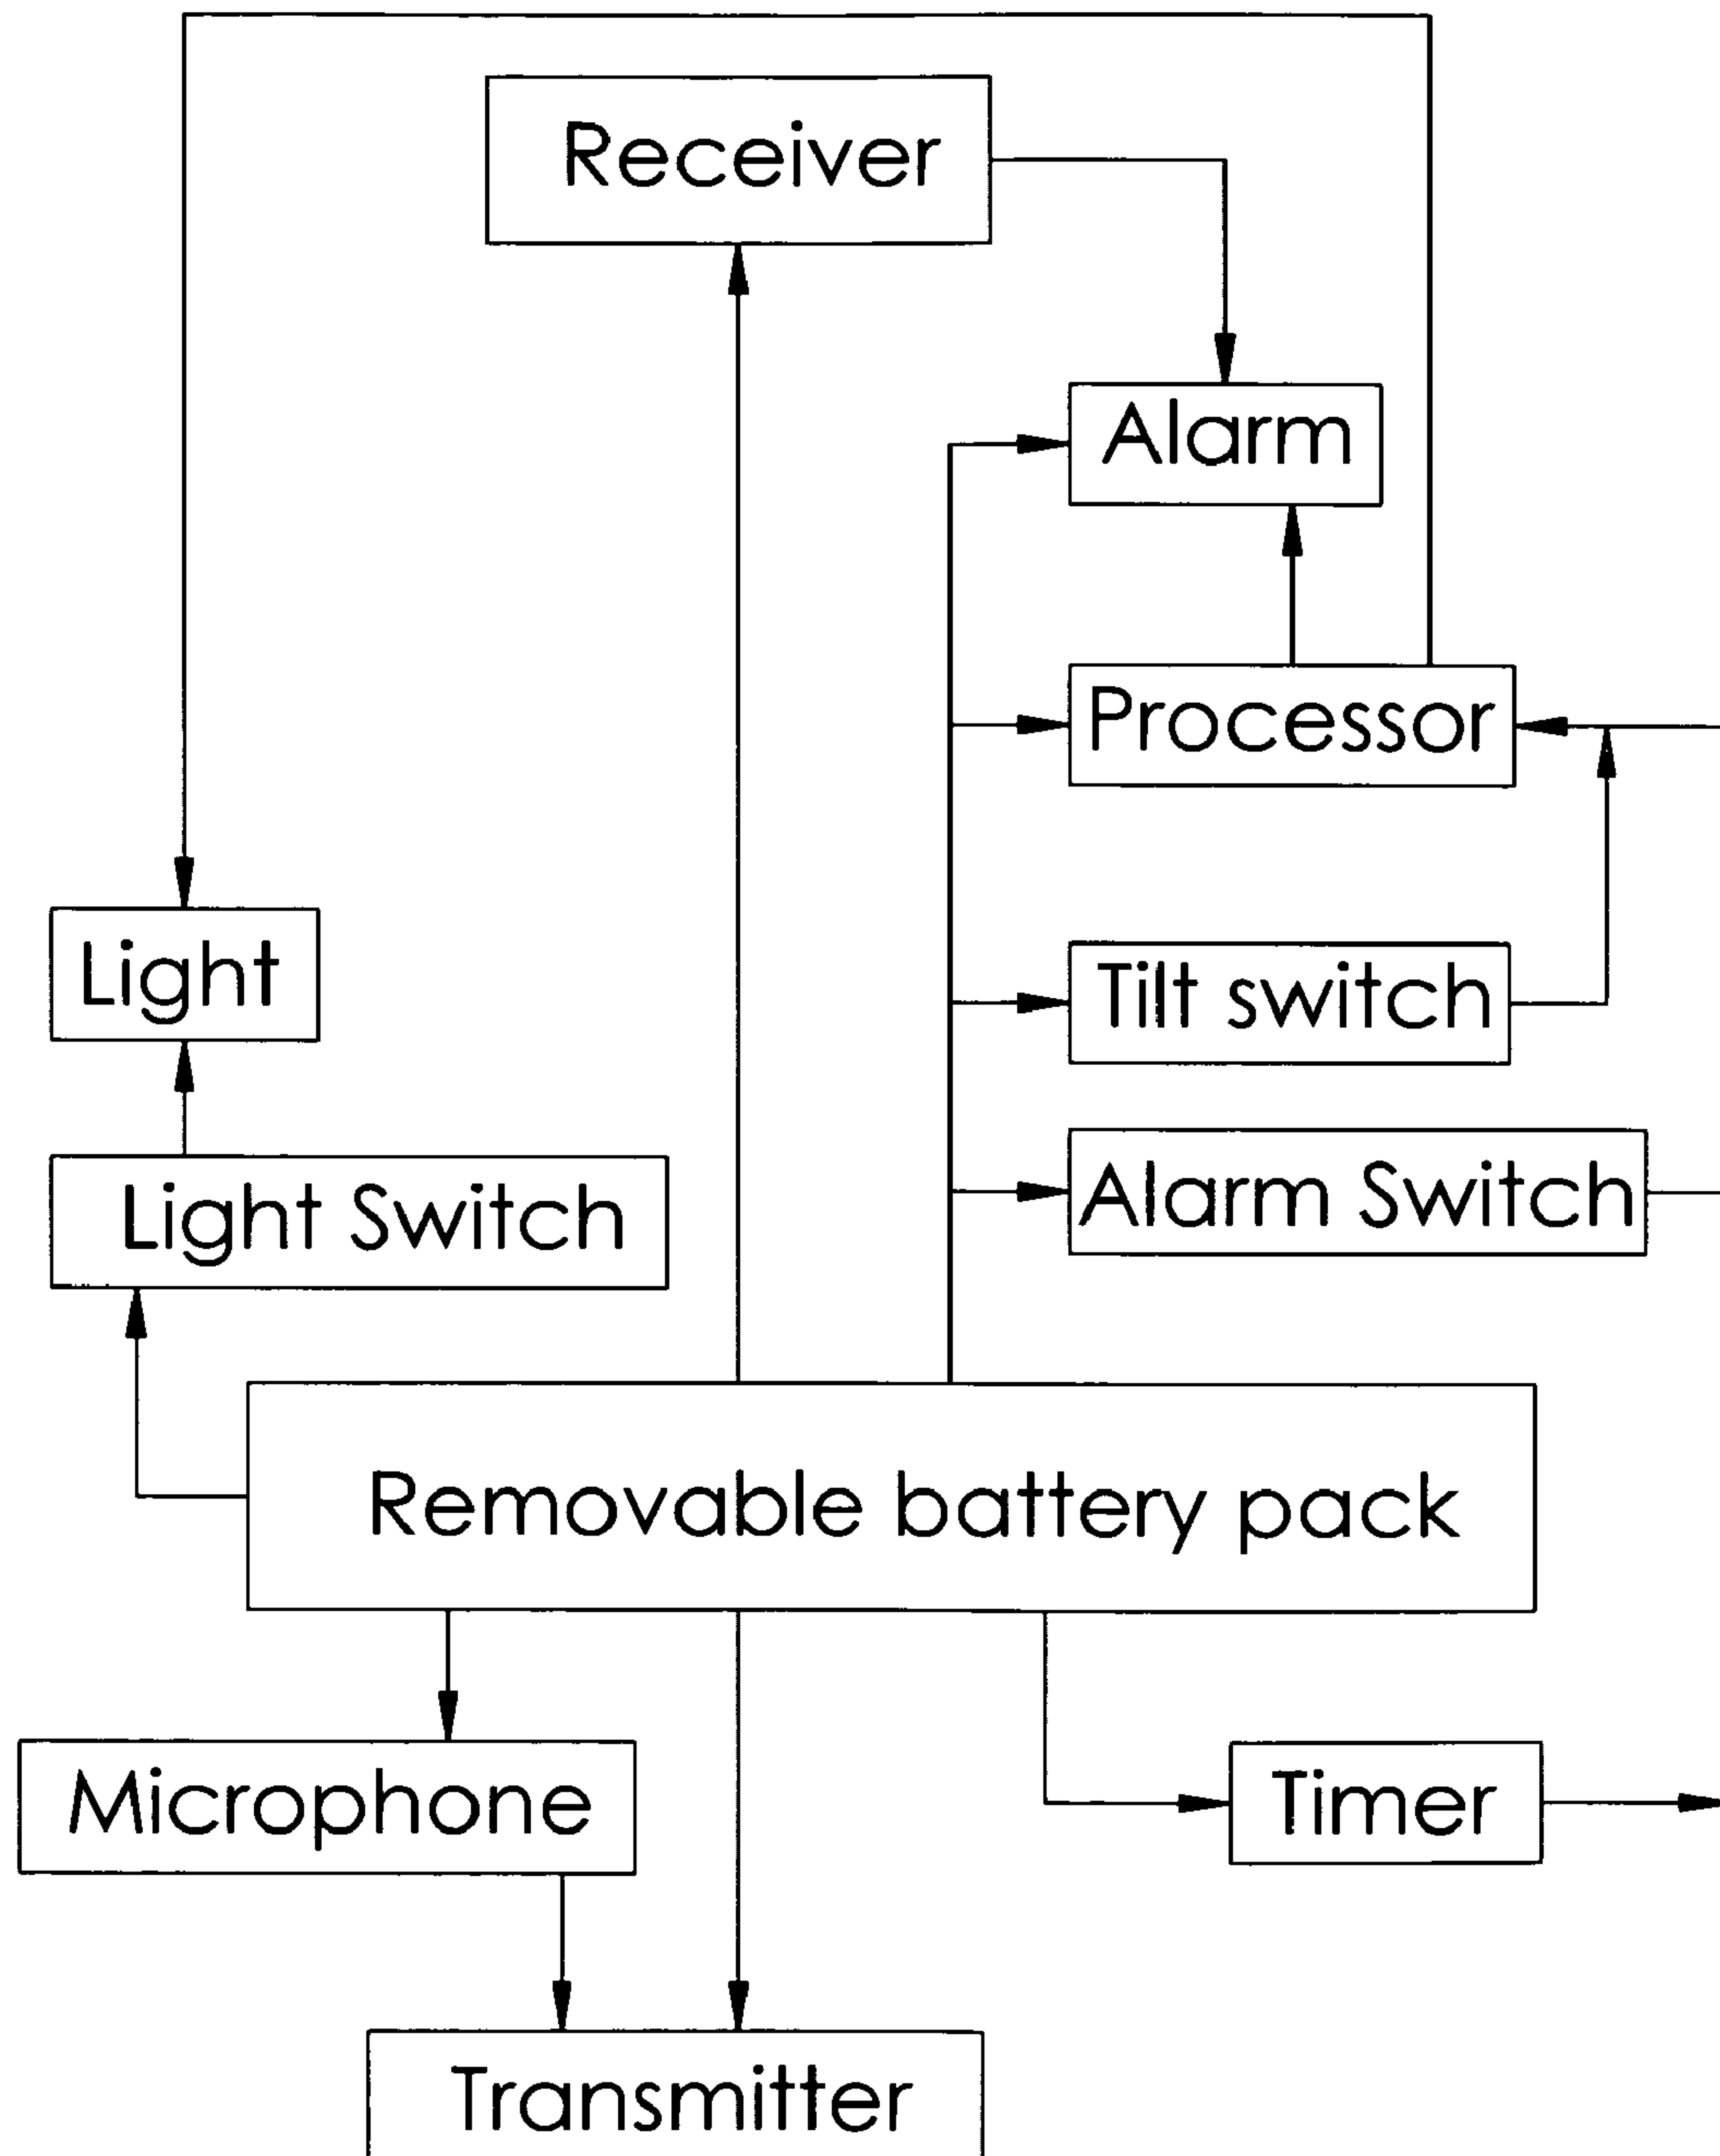 Receiver
Alarm
Processor
Light
Tilt switch
Light Switch
Alarm Switch
Removable battery pack
Microphone
Timer
Transmitter